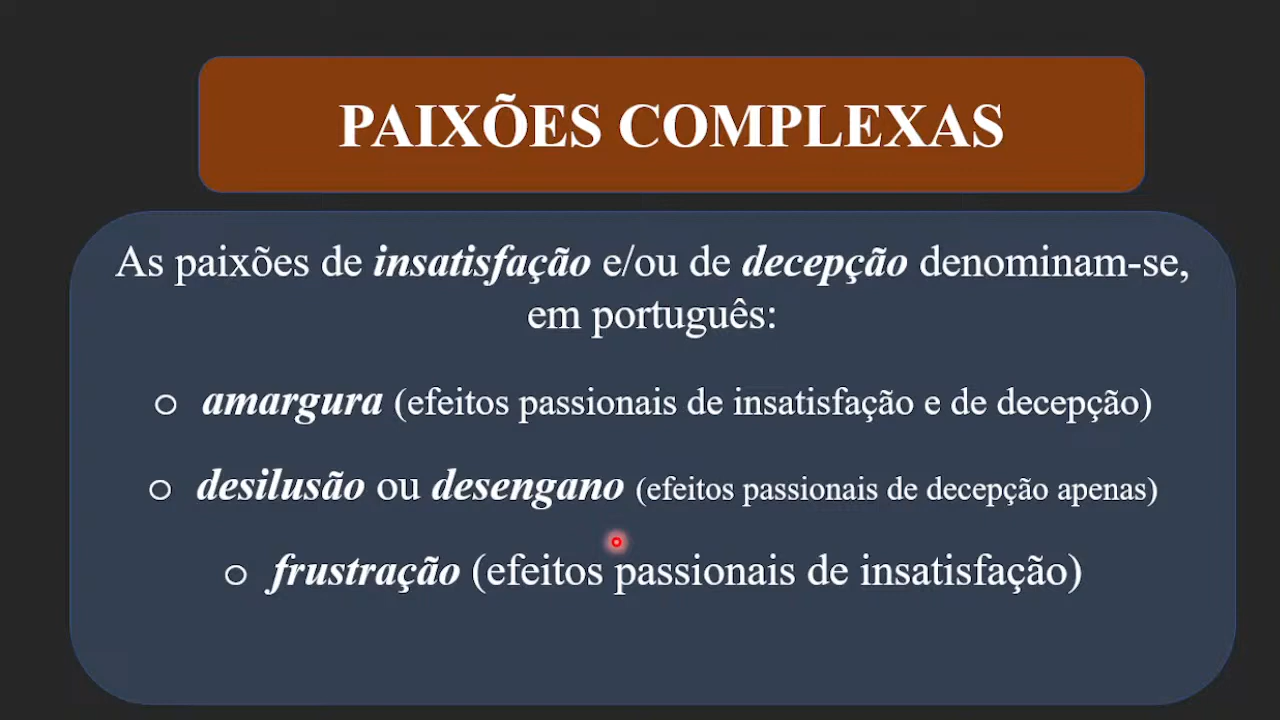 PAIXÕES COMPLEXAS
As paixões de insatisfação e/ou de decepção denominam-se,
em português:
o amargura (efeitos passionais de insatisfação e de decepção)
o desilusão ou desengano (efeitos passionais de decepção apenas)
o frustração (efeitos passionais de insatisfação)